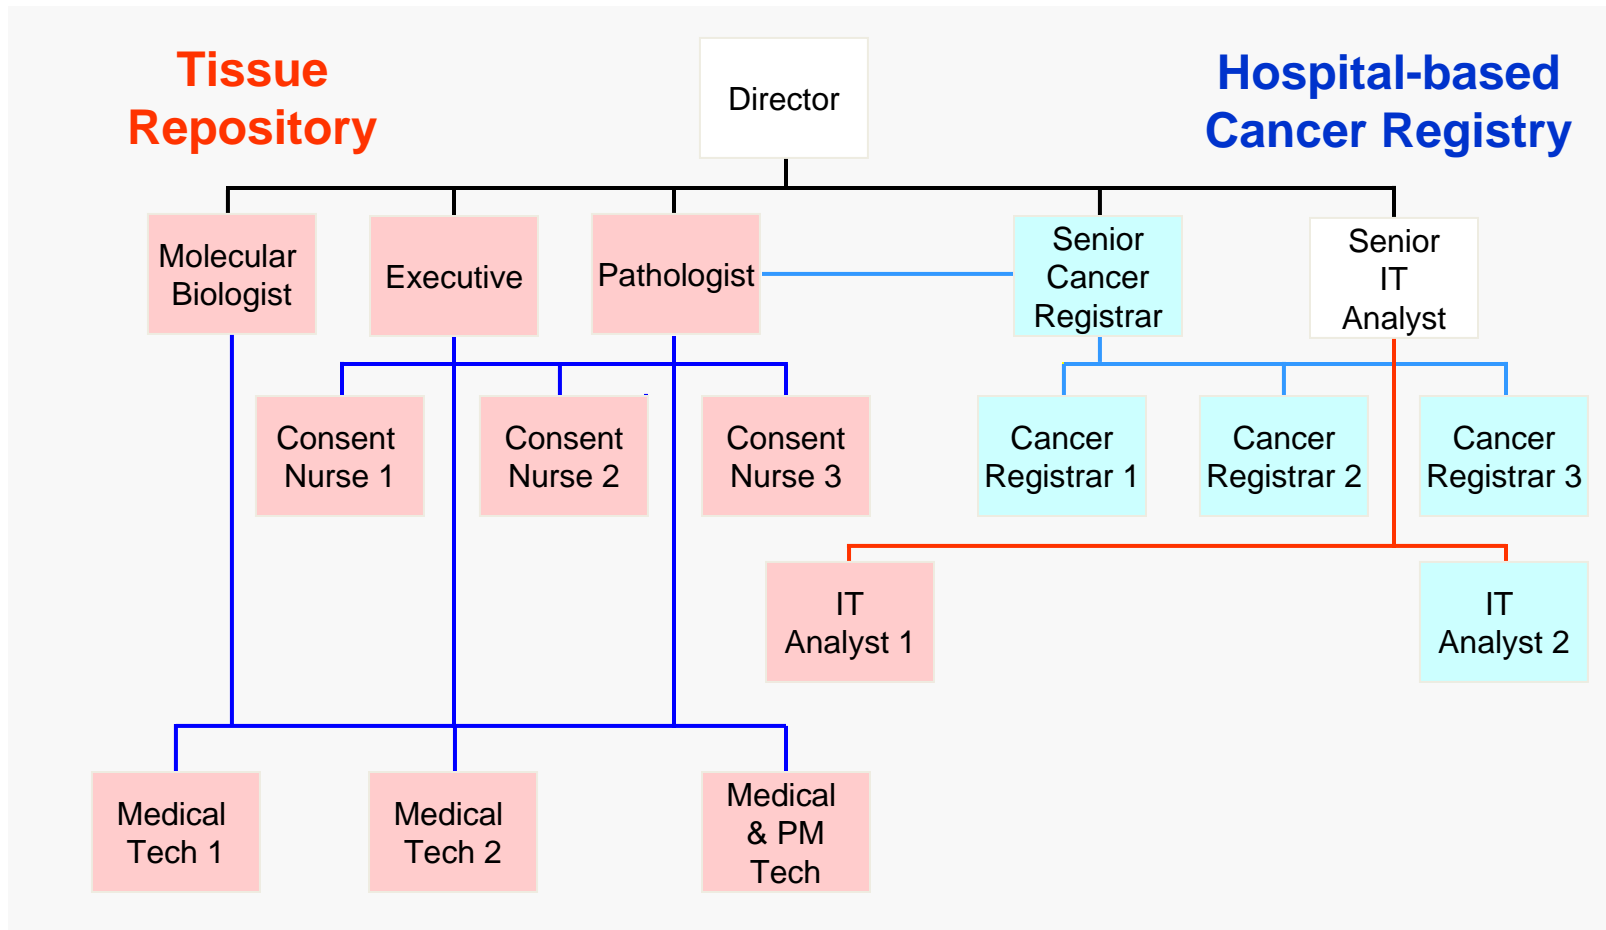 Tissue
Repository
Director
Hospital-based
Cancer Registry
Molecular
Biologist
Executive
Pathologist
Senior
Cancer
Registrar
Senior
IT
Analyst
Consent
Nurse 1
Consent
Nurse 2
Consent
Nurse 3
Cancer
Registrar 1
Cancer
Registrar 2
Cancer
Registrar 3
IT
Analyst 1
IT
Analyst 2
Medical
Tech 1
Medical
Tech 2
Medical
& PM
Tech